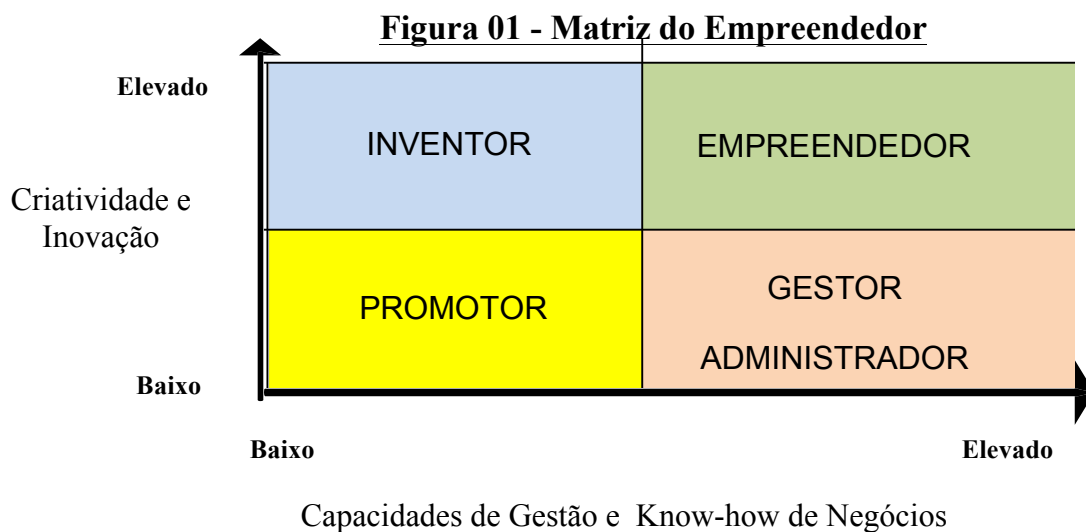 Figura 01 - Matriz do Empreendedor
Elevado
INVENTOR
EMPREENDEDOR
Criatividade e
Inovação
PROMOTOR
GESTOR
ADMINISTRADOR
Baixo
Baixo
Elevado
Capacidades de Gestão e Know-how de Negócios